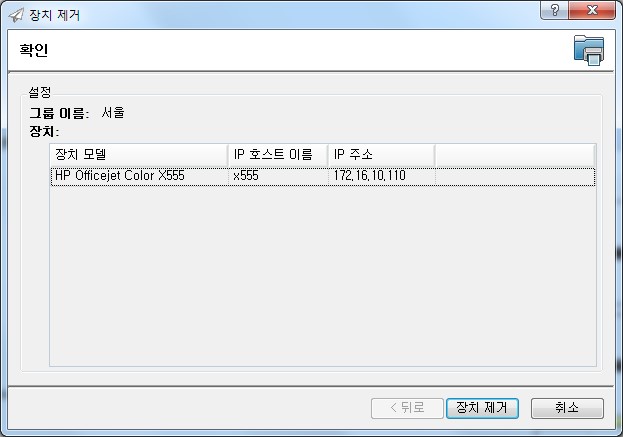 장치 제거
확인
설정
그룹 이름: 서울
장치:
장치 모델 IP 호스트 이름 IP 주소
HP Officejet Color X555 x555 172.16.10.110
< 뒤로 장치 제거 취소